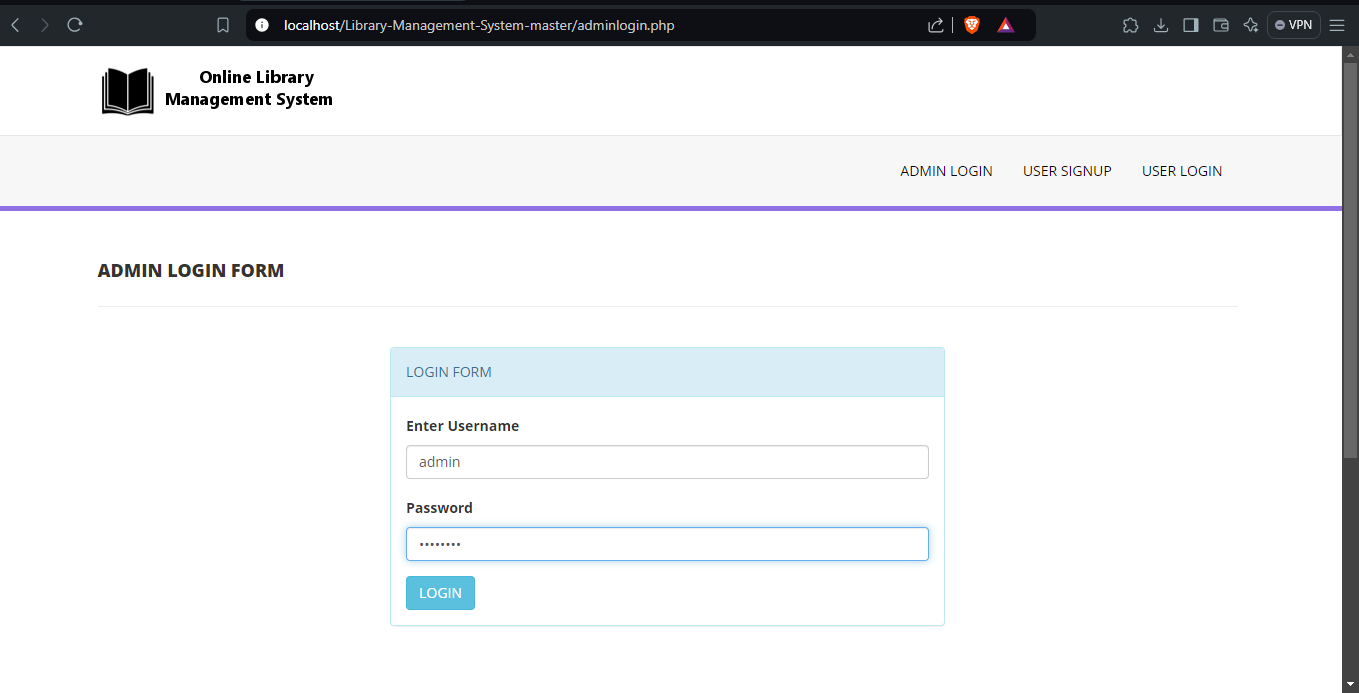 localhost/Library-Management-System-master/adminlogin.php
VPN
Online Library
Management System
ADMIN LOGIN
USER SIGNUP
USER LOGIN
ADMIN LOGIN FORM
LOGIN FORM
Enter Username
admin
Password
••••••••
LOGIN